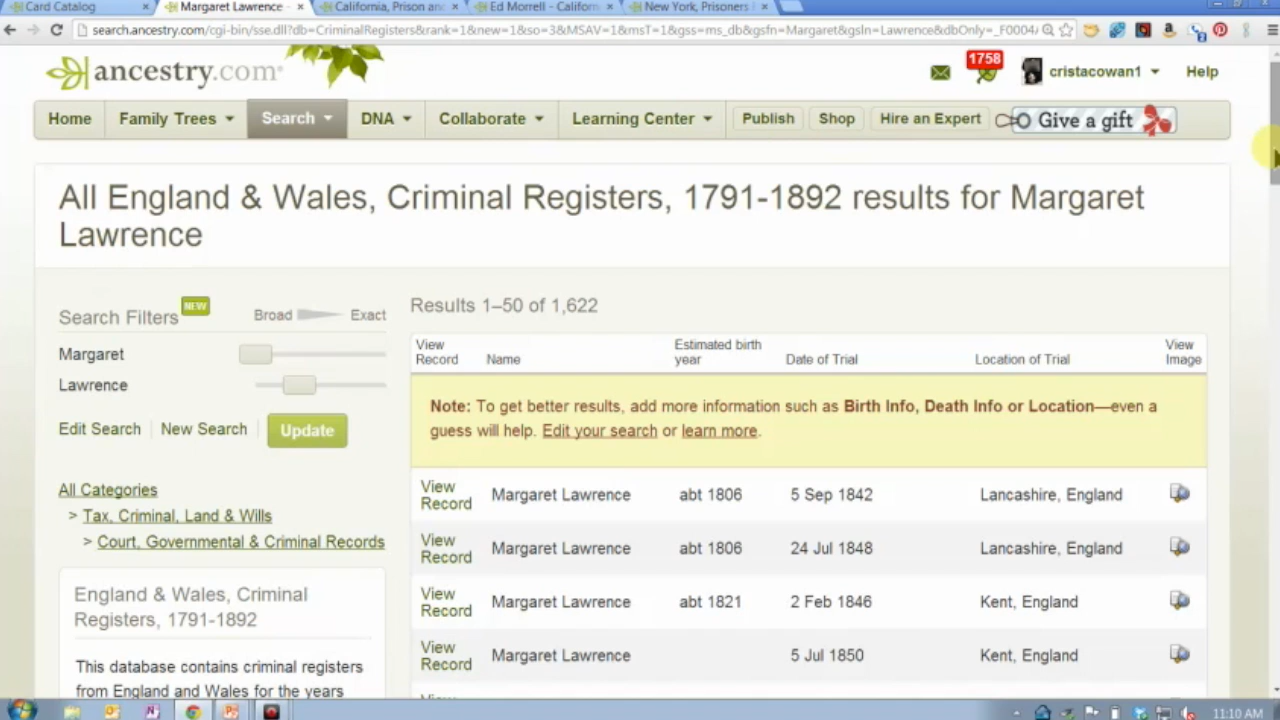 Card Catalog
Margaret Lawrence -
California, Prison and
Ed Morrell - Californ
New York, Prisoners
search.ancestry.com/cgi-bin/sse.dll?db=CriminalRegisters&rank=1&new=1&so=3&MSAV=1&msT=1&gss=ms_db&gsfn=Margaret&gsln=Lawrence&dbOnly=_F0004
ancestry.com
1758
cristacowan1
Help
Home
Family Trees
Search
DNA
Collaborate
Learning Center
Publish
Shop
Hire an Expert
Give a gift
All England & Wales, Criminal Registers, 1791-1892 results for Margaret
Lawrence
Search Filters NEW
Broad Exact
Margaret
Lawrence
Edit Search New Search Update
All Categories
> Tax, Criminal, Land & Wills
> Court, Governmental & Criminal Records
England & Wales, Criminal
Registers, 1791-1892
This database contains criminal registers
from England and Wales for the years
Results 1–50 of 1,622
View
Record
Name
Estimated birth
year
Date of Trial
Location of Trial
View
Image
Note: To get better results, add more information such as Birth Info, Death Info or Location—even a
guess will help. Edit your search or learn more.
View
Record
Margaret Lawrence abt 1806 5 Sep 1842 Lancashire, England
View
Record
Margaret Lawrence abt 1806 24 Jul 1848 Lancashire, England
View
Record
Margaret Lawrence abt 1821 2 Feb 1846 Kent, England
View
Record
Margaret Lawrence 5 Jul 1850 Kent, England
11:10 AM